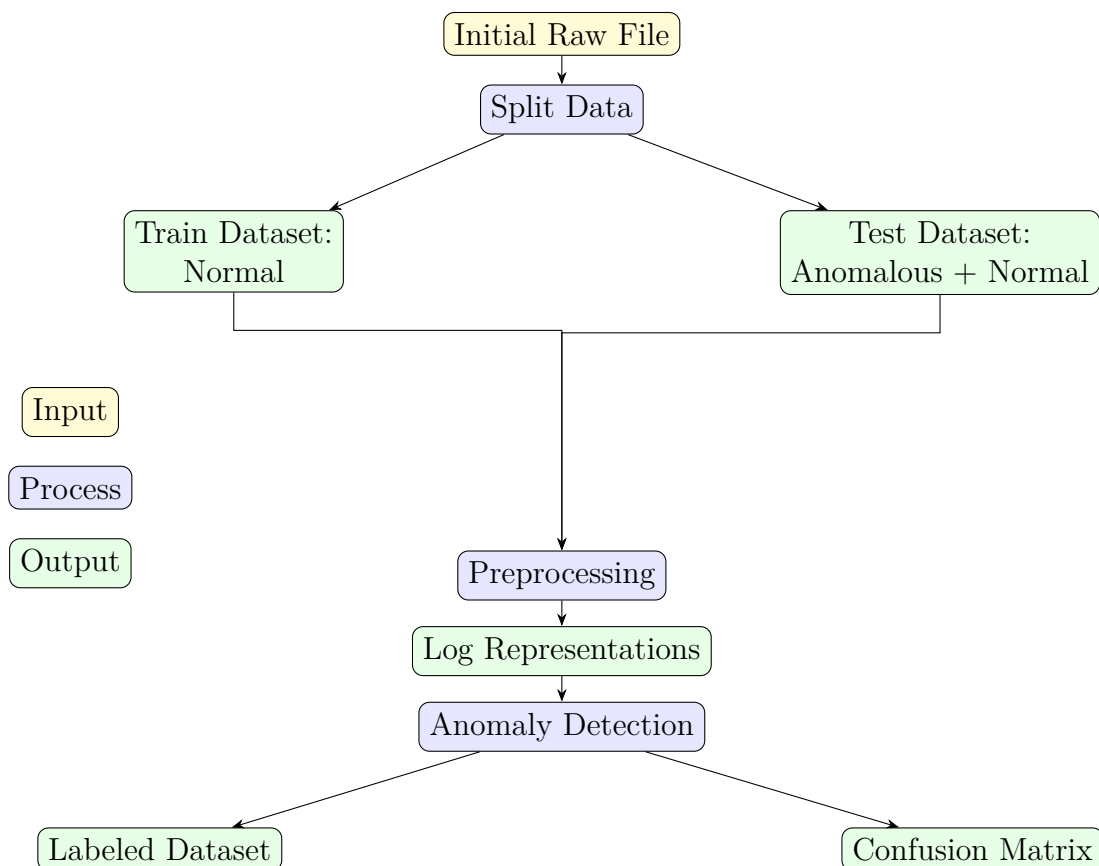 Initial Raw File
Split Data
Train Dataset:
Normal
Test Dataset:
Anomalous + Normal
Input
Process
Output
Preprocessing
Log Representations
Anomaly Detection
Labeled Dataset
Confusion Matrix